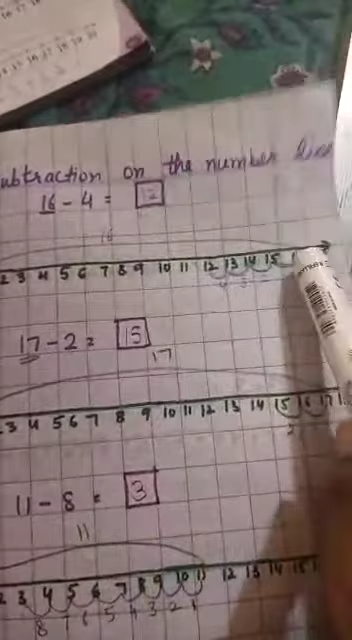 ubtraction on the number line
16 - 4 = 12
16
2 3 4 5 6 7 8 9 10 11 12 13 14 15
17 - 2 = 15
17
3 4 5 6 7 8 9 10 11 12 13 14 15 16 17
2
11 - 8 = 3
11
2 3 4 5 6 7 8 9 10 11 12 13 14 15
8 7 6 5 4 3 2 1